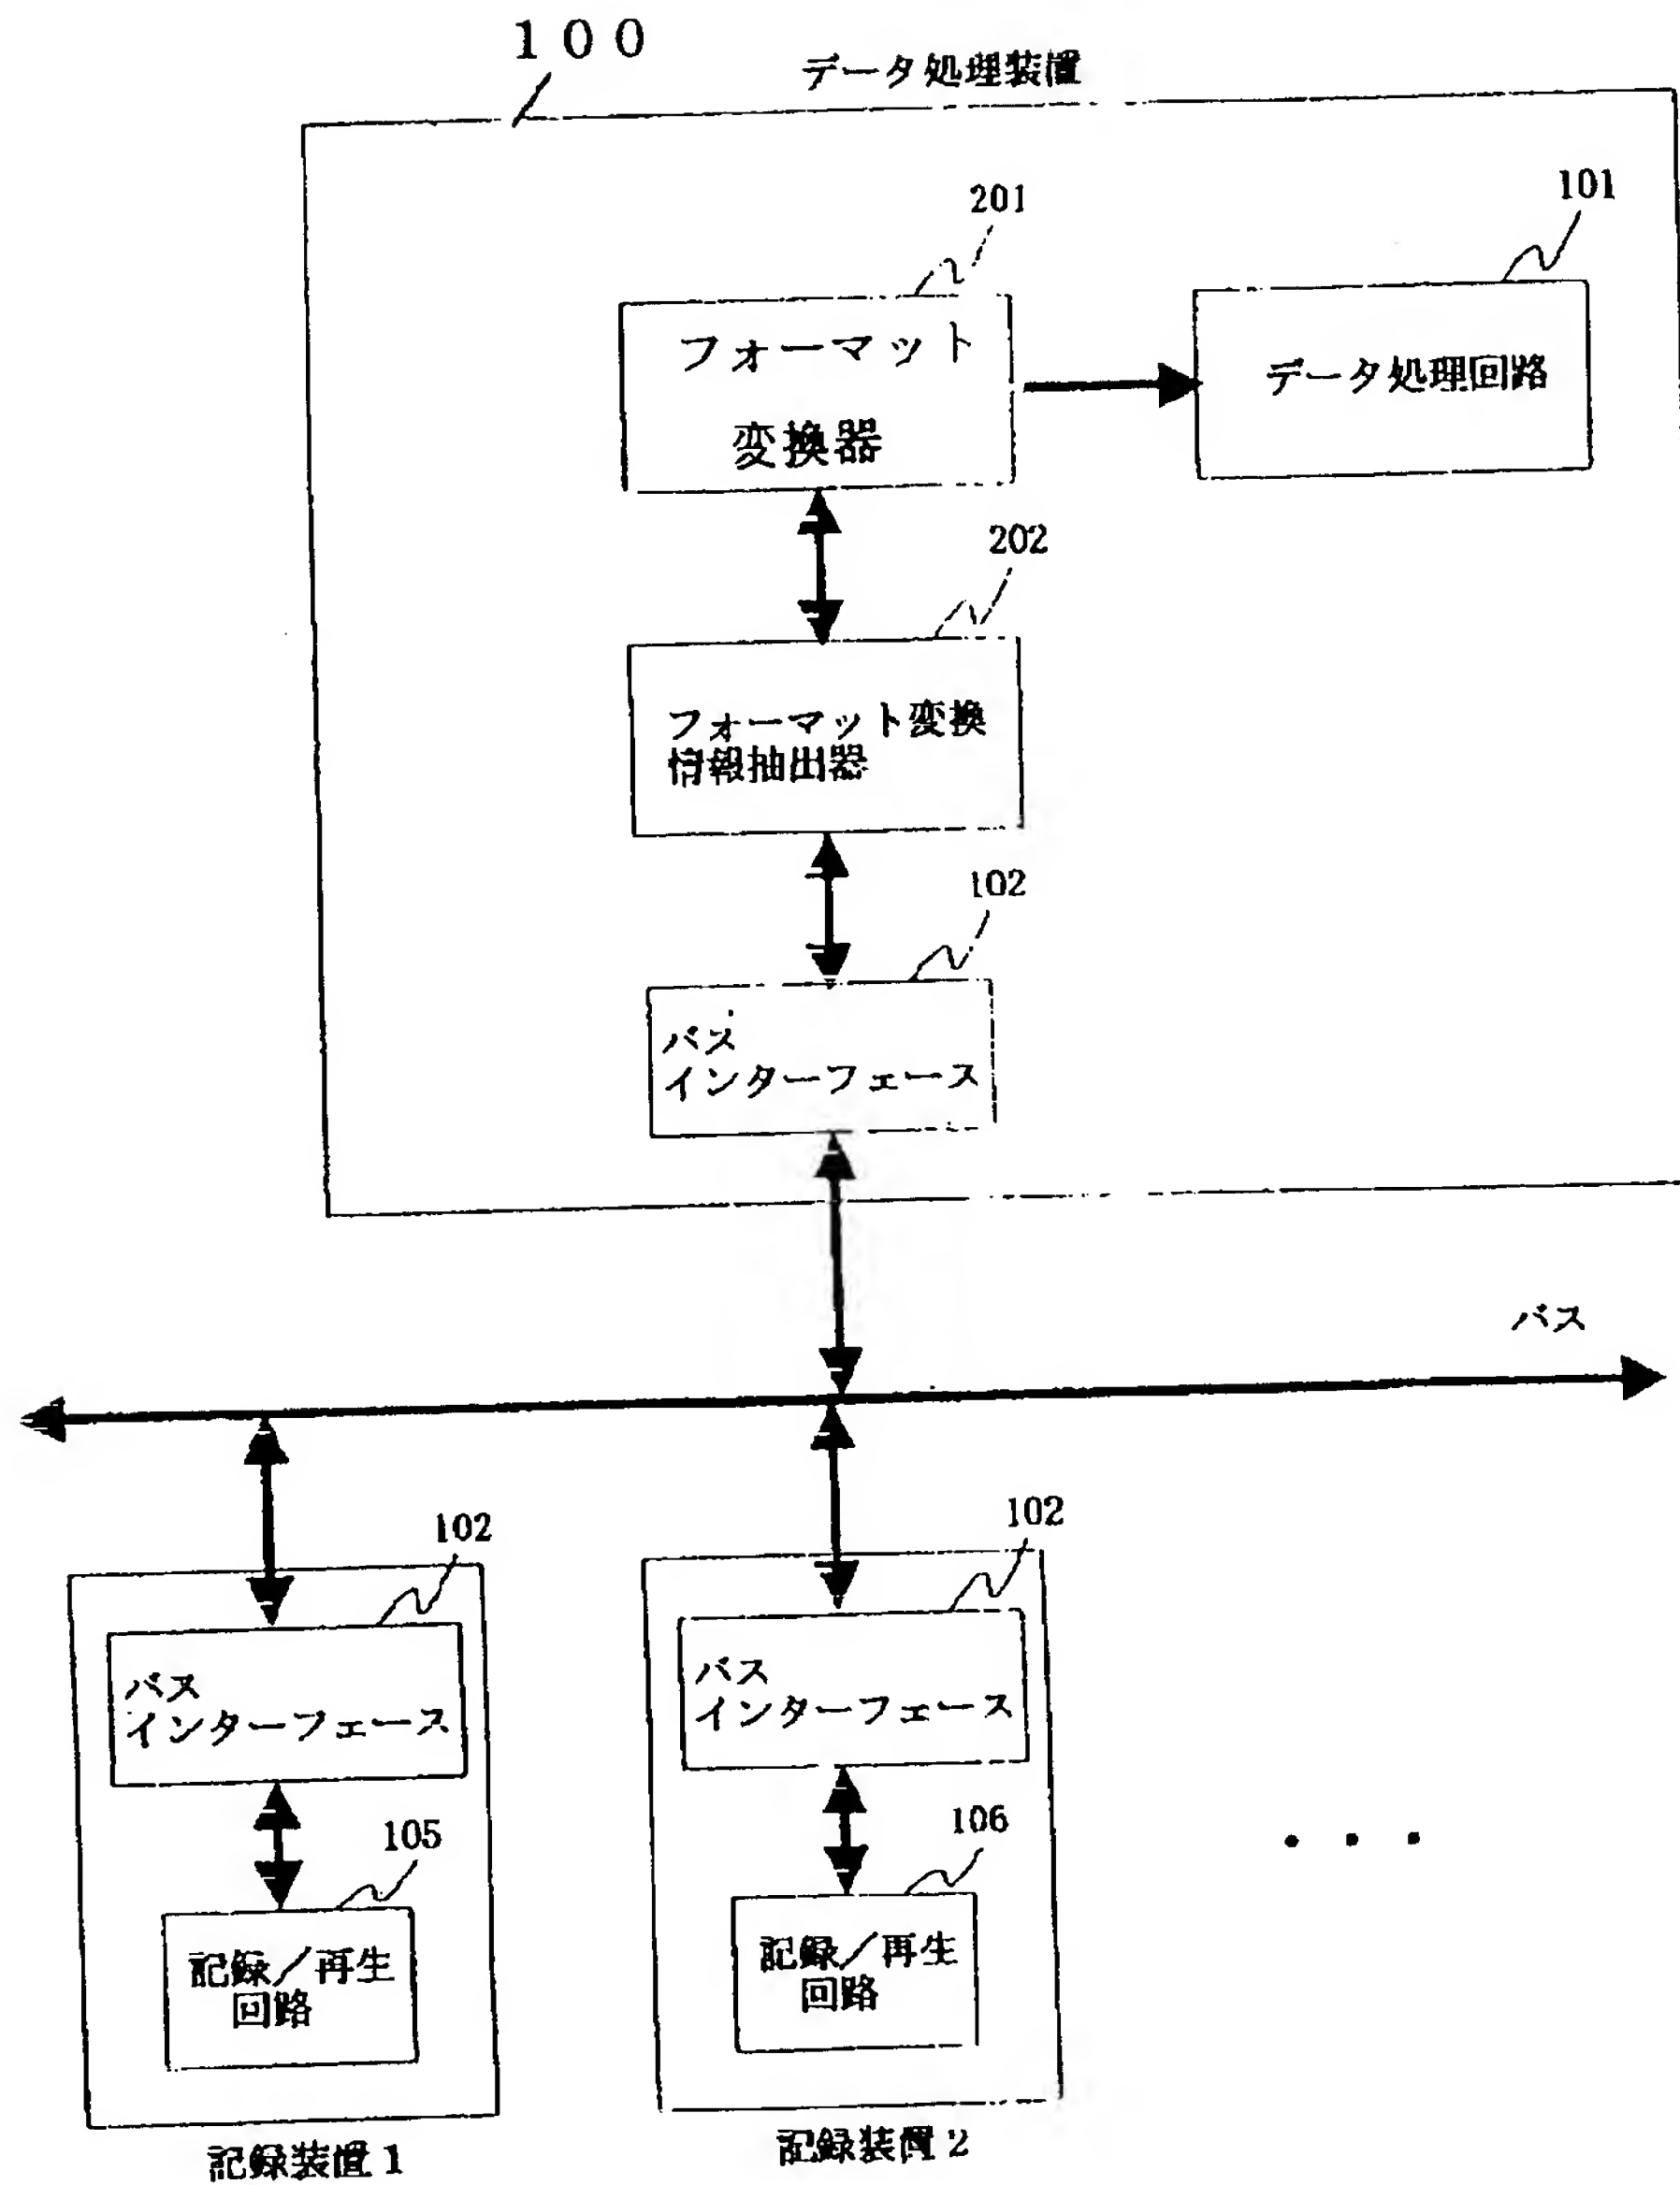 １００
データ処理装置
201
101
フォーマット
変換器
データ処理回路
202
フォーマット変換
情報抽出器
102
バス
インターフェース
バス
102
102
バス
インターフェース
バス
インターフェース
105
106
記録／再生
回路
記録／再生
回路
・・・
記録装置1
記録装置2